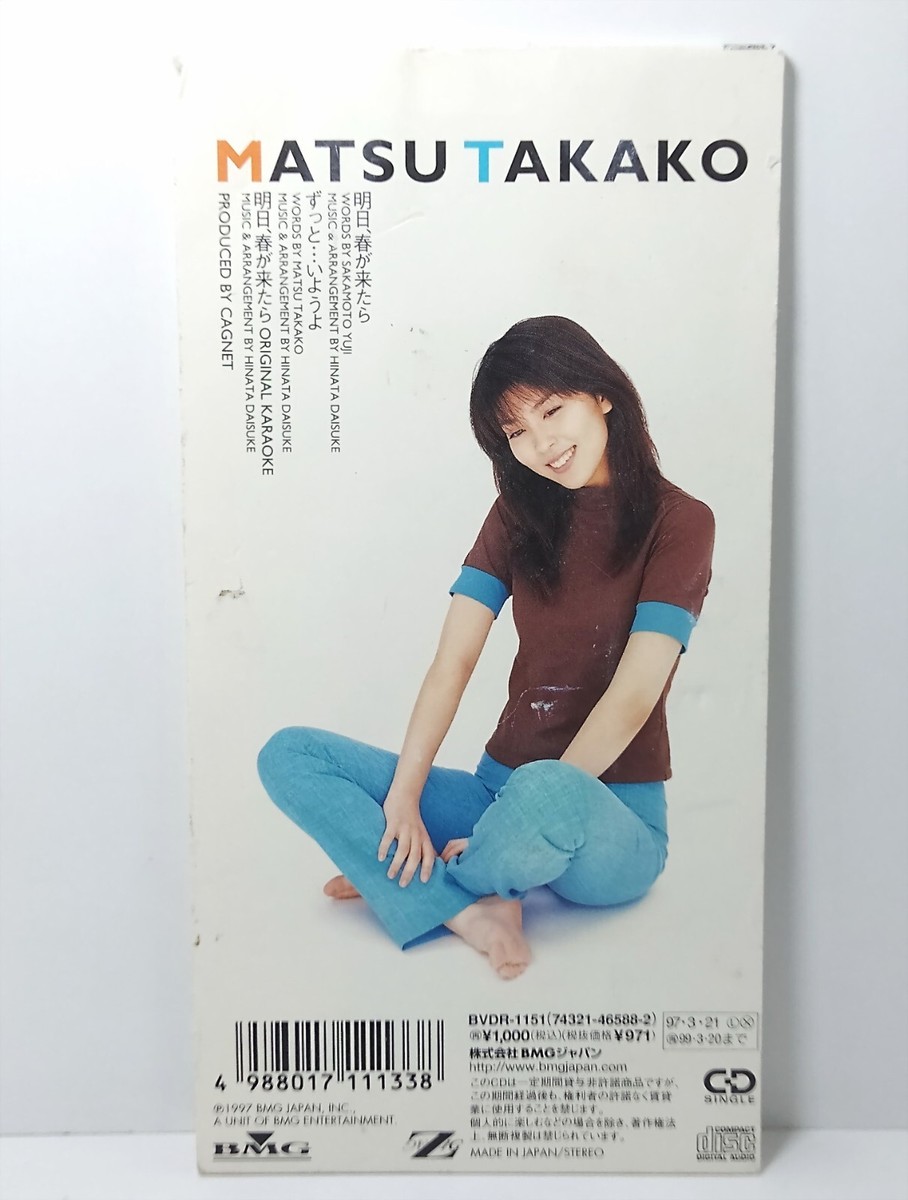 MATSU TAKAKO
明日、春が来たら
WORDS BY SAKAMOTO YUJI
MUSIC & ARRANGEMENT BY HINATA DAISUKE
ずっと…いようよ
WORDS BY MATSU TAKAKO
MUSIC & ARRANGEMENT BY HINATA DAISUKE
明日、春が来たら ORIGINAL KARAOKE
MUSIC & ARRANGEMENT BY HINATA DAISUKE
PRODUCED BY CAGNET
4 988017 111338
℗1997 BMG JAPAN, INC.,
A UNIT OF BMG ENTERTAINMENT.
BMG
BVDR-1151(74321-46588-2)
¥1,000(税込)(税抜価格¥971)
株式会社BMGジャパン
http://www.bmgjapan.com
このCDは一定期間貸与非許諾商品ですが、
この期間経過後も、権利者の許諾なく賃貸
業に使用することを禁じます。
個人的に楽しむなどの場合を除き、著作権法
上、無断複製は禁じられています。
MADE IN JAPAN/STEREO
97・3・21 Ⓛ Ⓧ
99・3・20まで
CD
SINGLE
COMPACT
disc
DIGITAL AUDIO